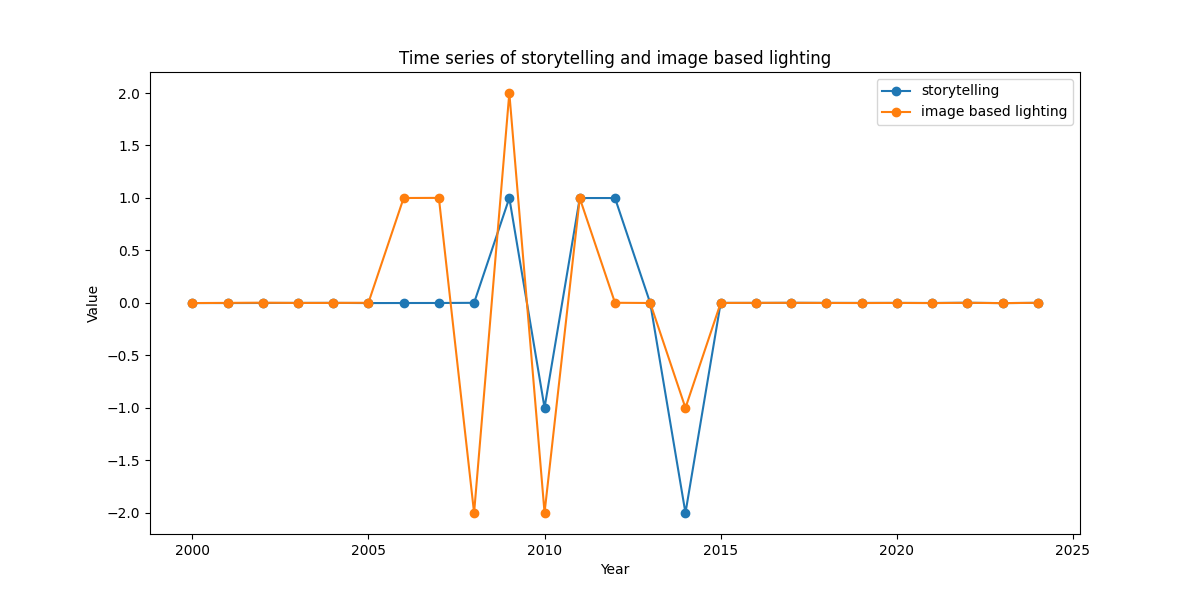 Time series of storytelling and image based lighting
storytelling
image based lighting
2.0
1.5
1.0
0.5
0.0
−0.5
−1.0
−1.5
−2.0
Value
2000 2005 2010 2015 2020 2025
Year